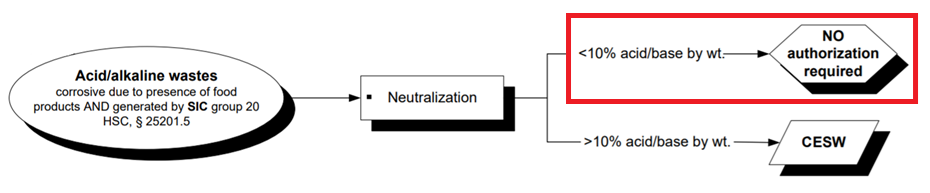 Acid/alkaline wastes
corrosive due to presence of food
products AND generated by SIC group 20
HSC, § 25201.5
Neutralization
<10% acid/base by wt.
NO
authorization
required
>10% acid/base by wt.
CESW